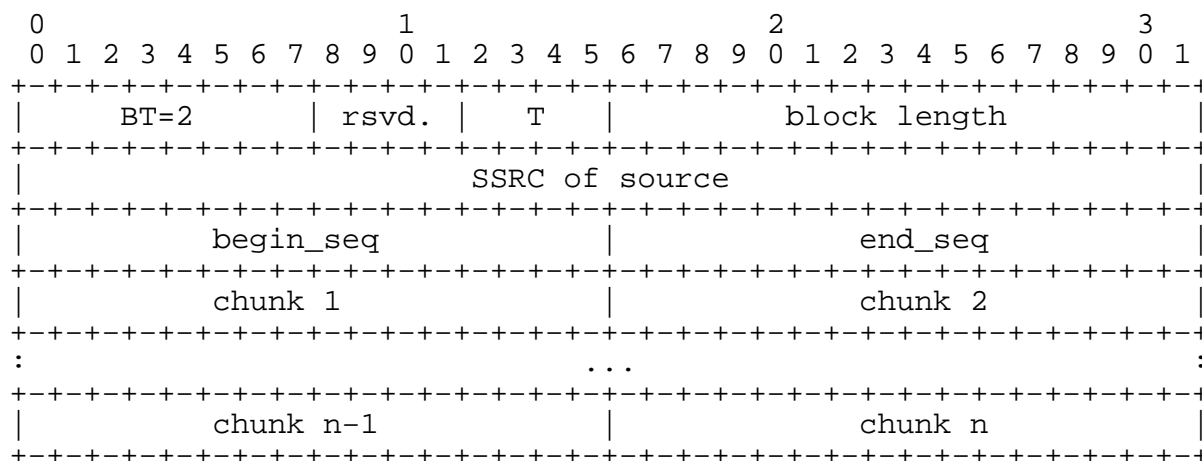 0                   1                   2                   3
 0 1 2 3 4 5 6 7 8 9 0 1 2 3 4 5 6 7 8 9 0 1 2 3 4 5 6 7 8 9 0 1
+-+-+-+-+-+-+-+-+-+-+-+-+-+-+-+-+-+-+-+-+-+-+-+-+-+-+-+-+-+-+-+-+
|     BT=2      | rsvd. |   T   |         block length          |
+-+-+-+-+-+-+-+-+-+-+-+-+-+-+-+-+-+-+-+-+-+-+-+-+-+-+-+-+-+-+-+-+
|                        SSRC of source                         |
+-+-+-+-+-+-+-+-+-+-+-+-+-+-+-+-+-+-+-+-+-+-+-+-+-+-+-+-+-+-+-+-+
|          begin_seq            |             end_seq           |
+-+-+-+-+-+-+-+-+-+-+-+-+-+-+-+-+-+-+-+-+-+-+-+-+-+-+-+-+-+-+-+-+
|          chunk 1              |             chunk 2           |
+-+-+-+-+-+-+-+-+-+-+-+-+-+-+-+-+-+-+-+-+-+-+-+-+-+-+-+-+-+-+-+-+
:                              ...                              :
+-+-+-+-+-+-+-+-+-+-+-+-+-+-+-+-+-+-+-+-+-+-+-+-+-+-+-+-+-+-+-+-+
|          chunk n-1            |             chunk n           |
+-+-+-+-+-+-+-+-+-+-+-+-+-+-+-+-+-+-+-+-+-+-+-+-+-+-+-+-+-+-+-+-+